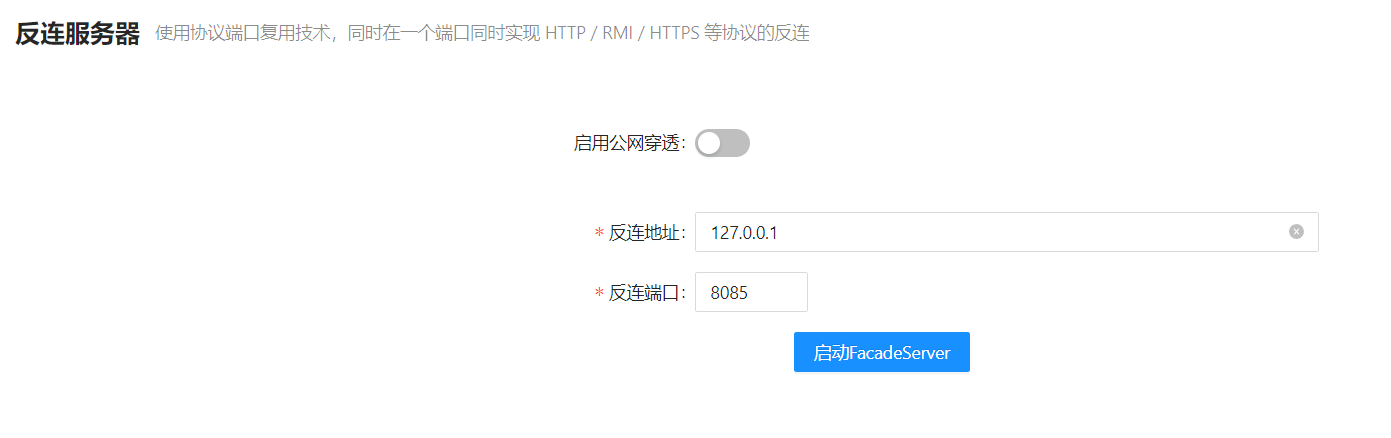 反连服务器 使用协议端口复用技术，同时在一个端口同时实现 HTTP / RMI / HTTPS 等协议的反连
启用公网穿透：
* 反连地址： 127.0.0.1
* 反连端口： 8085
启动FacadeServer